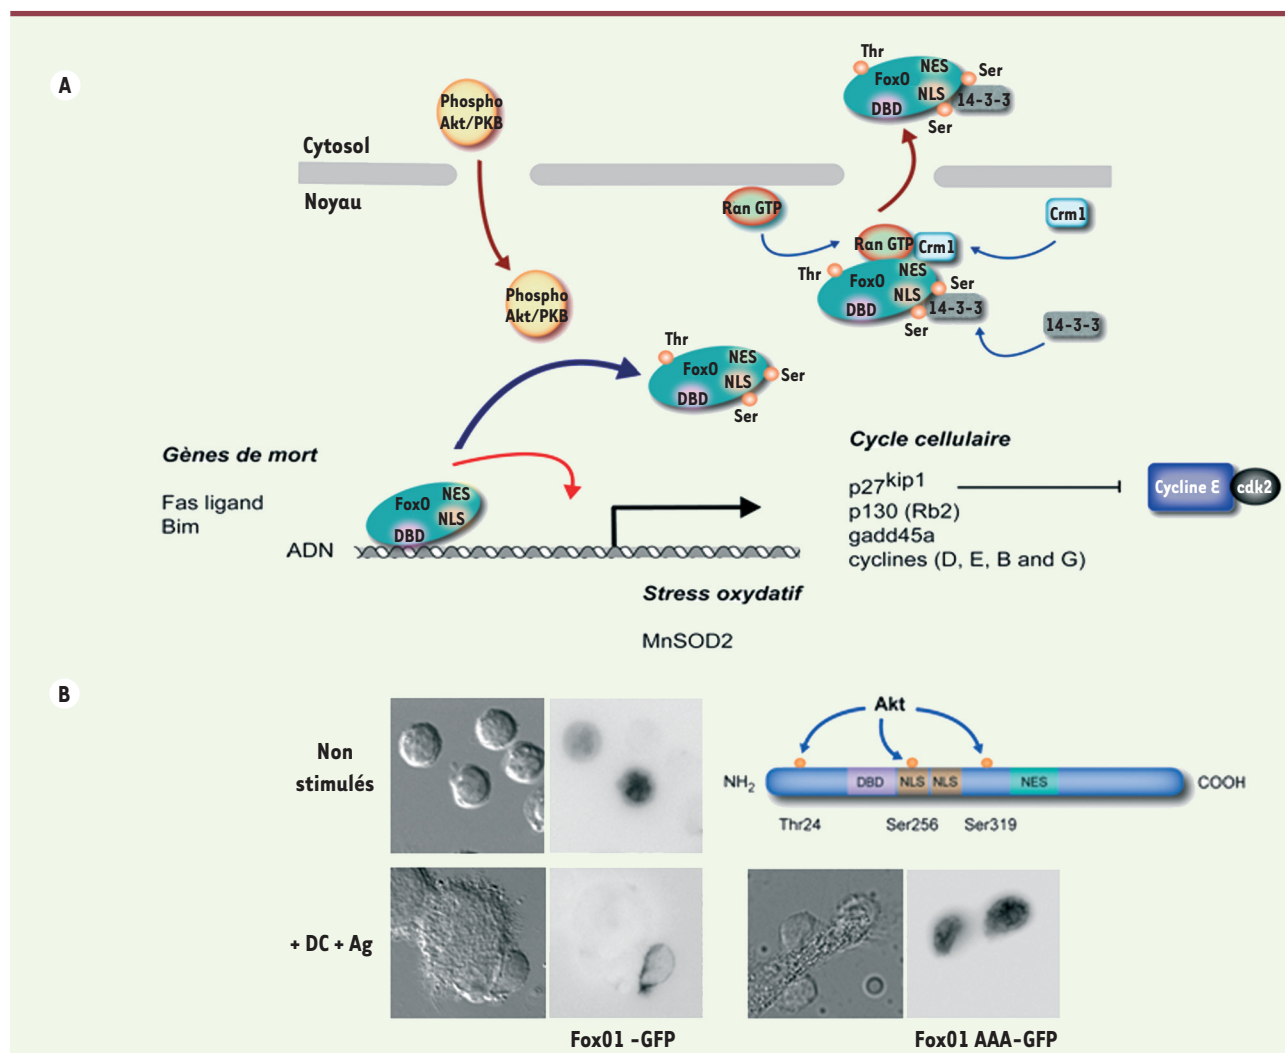 A
Phospho
Akt/PKB
Cytosol
Noyau
Phospho
Akt/PKB
Thr
FoxO
NES
NLS
DBD
Ser
14-3-3
Ser
Ran GTP
Crm1
Ran GTP
Crm1
Thr
FoxO
NES
NLS
DBD
Ser
14-3-3
Ser
14-3-3
Thr
FoxO
NES
NLS
DBD
Ser
Ser
Gènes de mort
Fas ligand
Bim
FoxO
NES
NLS
DBD
ADN
Cycle cellulaire
p27kip1
p130 (Rb2)
gadd45a
cyclines (D, E, B and G)
Cycline E
cdk2
Stress oxydatif
MnSOD2
B
Non
stimulés
Akt
NH2
DBD
NLS
NLS
NES
COOH
Thr24
Ser256
Ser319
+ DC + Ag
Fox01 -GFP
Fox01 AAA-GFP